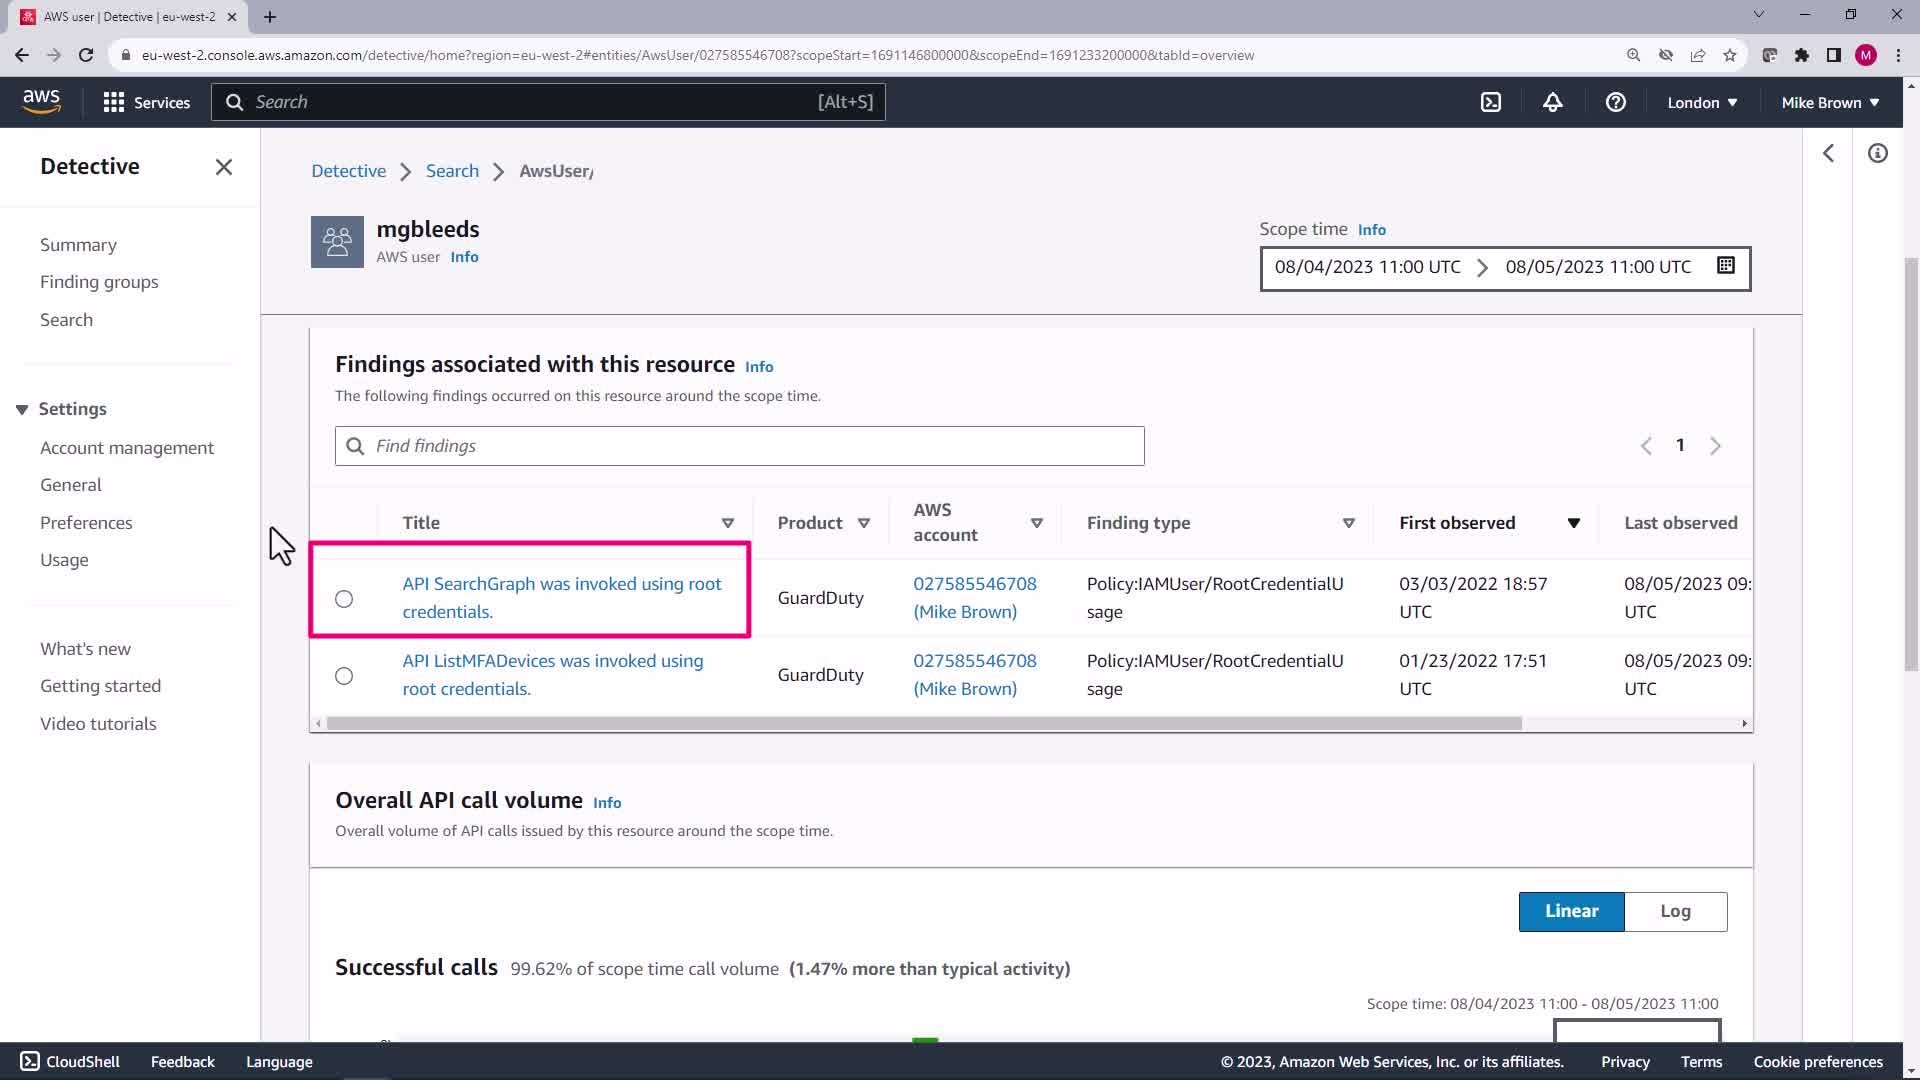 AWS user | Detective | eu-west-2
eu-west-2.console.aws.amazon.com/detective/home?region=eu-west-2#entities/AwsUser/027585546708?scopeStart=1691146800000&scopeEnd=1691233200000&tabId=overview
M
aws
Services
Search
[Alt+S]
London
Mike Brown
Detective
Summary
Finding groups
Search
Settings
Account management
General
Preferences
Usage
What's new
Getting started
Video tutorials
Detective
Search
AwsUser/
mgbleeds
AWS user Info
Scope time Info
08/04/2023 11:00 UTC
08/05/2023 11:00 UTC
Findings associated with this resource Info
The following findings occurred on this resource around the scope time.
Find findings
1
Title
Product
AWS
account
Finding type
First observed
Last observed
API SearchGraph was invoked using root
credentials.
GuardDuty
027585546708
(Mike Brown)
Policy:IAMUser/RootCredentialU
sage
03/03/2022 18:57
UTC
08/05/2023 09:
UTC
API ListMFADevices was invoked using
root credentials.
GuardDuty
027585546708
(Mike Brown)
Policy:IAMUser/RootCredentialU
sage
01/23/2022 17:51
UTC
08/05/2023 09:
UTC
Overall API call volume Info
Overall volume of API calls issued by this resource around the scope time.
Linear
Log
Successful calls 99.62% of scope time call volume (1.47% more than typical activity)
Scope time: 08/04/2023 11:00 - 08/05/2023 11:00
CloudShell
Feedback
Language
© 2023, Amazon Web Services, Inc. or its affiliates.
Privacy
Terms
Cookie preferences